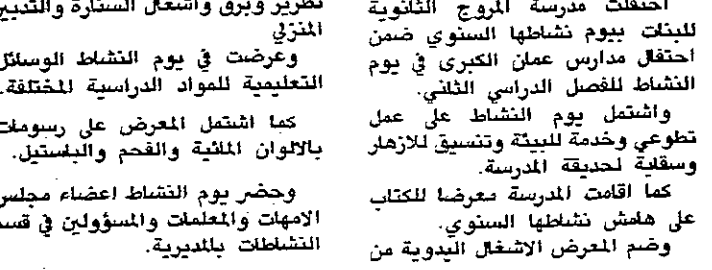 احتفلت مدرسة المروج الثانوية
للبنات بيوم نشاطها السنوي ضمن
احتفال مدارس عمان الكبرى في يوم
النشاط للفصل الدراسي الثاني.
واشتمل يوم النشاط على عمل
تطوعي وخدمة للبيئة وتنسيق للازهار
وسقاية لحديقة المدرسة.
كما اقامت المدرسة معرضا للكتاب
على هامش نشاطها السنوي.
وضم المعرض الاشغال اليدوية من
تطريز وبرق واشغال السنارة والتدبير
المنزلي
وعرضت في يوم النشاط الوسائل
التعليمية للمواد الدراسية المختلفة.
كما اشتمل المعرض على رسومات
بالالوان المائية والفحم والباستيل.
وحضر يوم النشاط اعضاء مجلس
الامهات والمعلمات والمسؤولين في قسم
النشاطات بالمديرية.